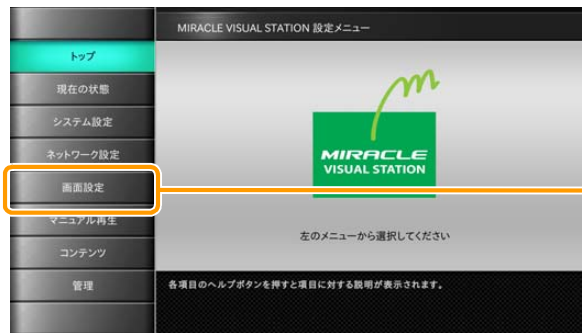 MIRACLE VISUAL STATION 設定メニュー
トップ
現在の状態
システム設定
ネットワーク設定
画面設定
マニュアル再生
コンテンツ
管理
m
MIRACLE
VISUAL STATION
左のメニューから選択してください
各項目のヘルプボタンを押すと項目に対する説明が表示されます。